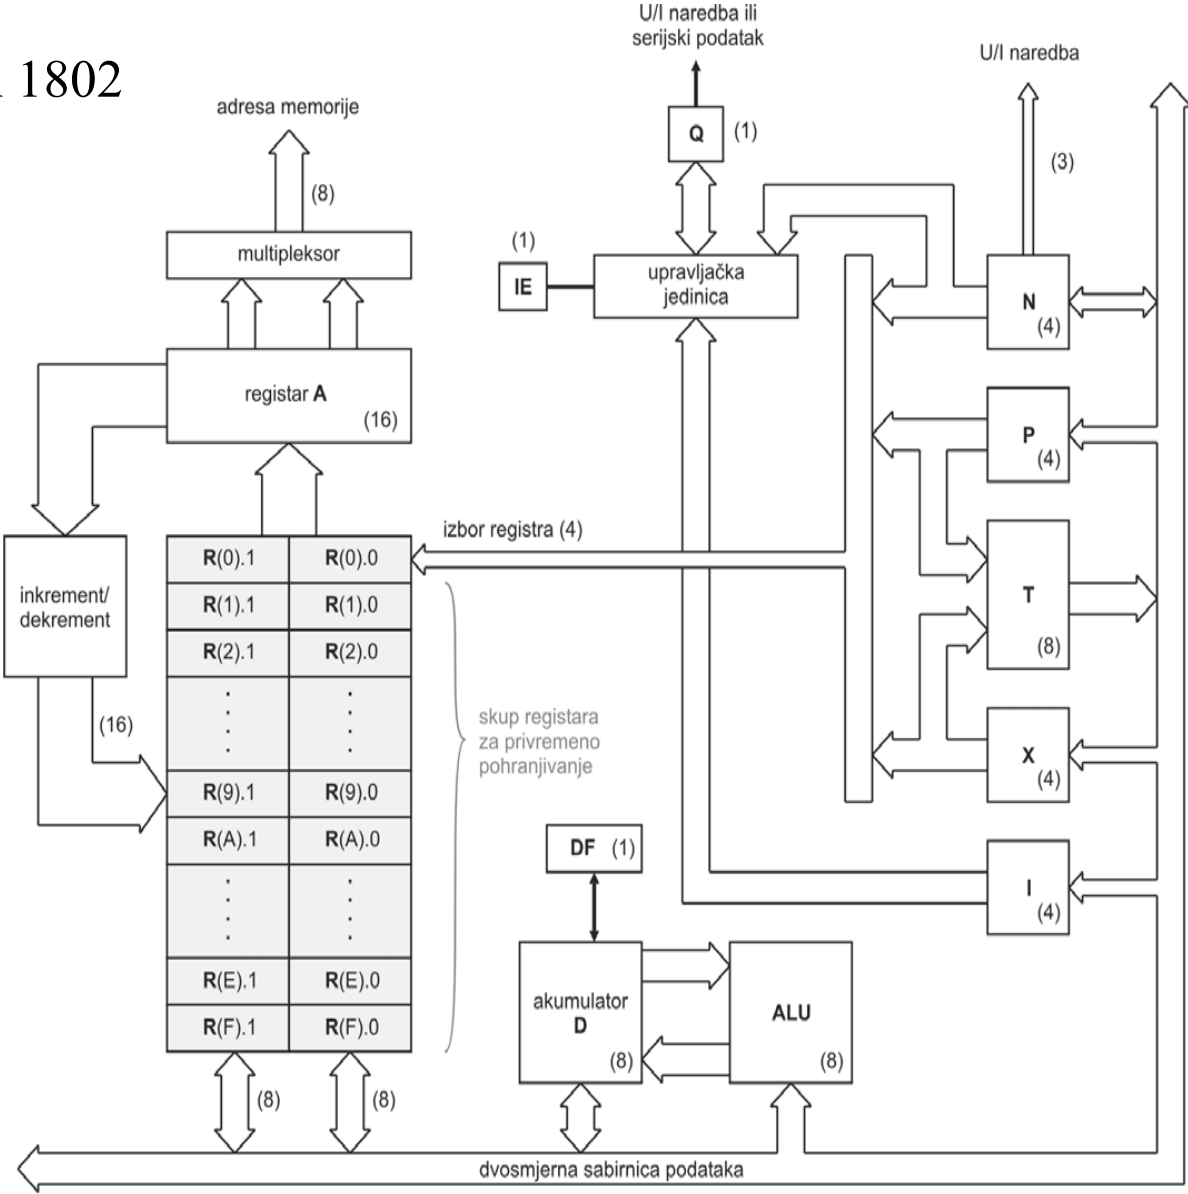 1802
U/I naredba ili
serijski podatak
U/I naredba
adresa memorije
Q
(1)
(3)
(8)
multipleksor
(1)
IE
upravljačka
jedinica
N
(4)
registar A
(16)
P
(4)
izbor registra (4)
R(0).1
R(0).0
inkrement/
dekrement
R(1).1
R(1).0
T
(8)
R(2).1
R(2).0
(16)
skup registara
za privremeno
pohranjivanje
X
(4)
R(9).1
R(9).0
R(A).1
R(A).0
DF (1)
I
(4)
R(E).1
R(E).0
akumulator
D
(8)
ALU
(8)
R(F).1
R(F).0
(8)
(8)
dvosmjerna sabirnica podataka